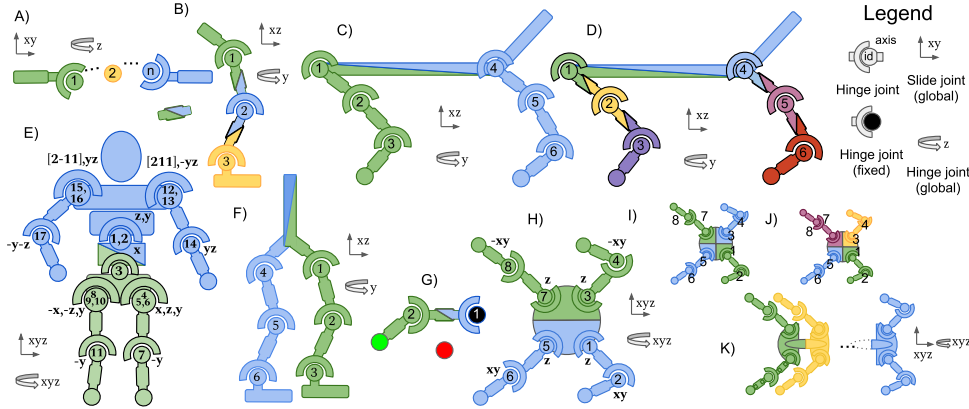 A)
xy
z
1
2
n
B)
xz
y
1
2
3
C)
1
4
2
5
3
6
xz
y
D)
1
4
2
5
3
6
xz
y
Legend
axis
id
xy
Hinge joint
Slide joint
(global)
Hinge joint
(fixed)
z
Hinge joint
(global)
E)
[2-11],yz
[211],-yz
15,
16
12,
13
z,y
1,2
x
17
-y-z
14
yz
3
8
9,10
4
5,6
-x,-z,y
x,z,y
11
-y
7
-y
xyz
xyz
F)
xz
y
4
1
5
2
6
3
G)
2
1
H)
-xy
-xy
8
4
z
z
7
3
5
1
z
z
6
2
xy
xy
xyz
xyz
I)
7
4
8
3
5
1
6
2
J)
7
4
8
3
5
1
6
2
K)
xyz
xyz